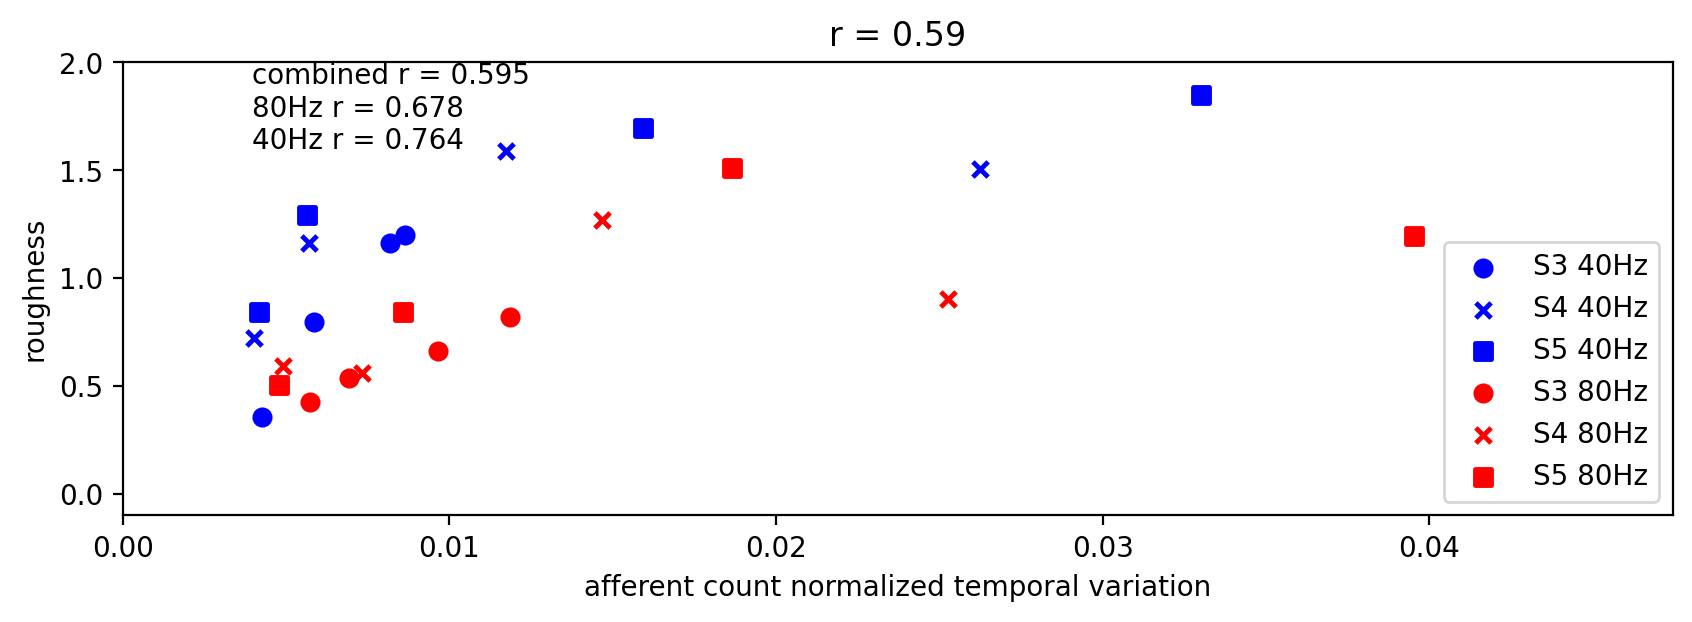 r = 0.59
combined r = 0.595
80Hz r = 0.678
40Hz r = 0.764
2.0
1.5
1.0
0.5
0.0
roughness
S3 40Hz
S4 40Hz
S5 40Hz
S3 80Hz
S4 80Hz
S5 80Hz
0.00 0.01 0.02 0.03 0.04
afferent count normalized temporal variation